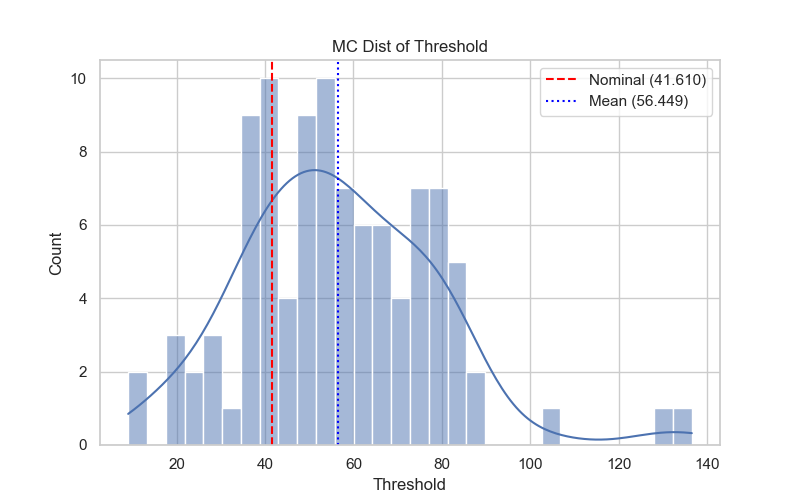 MC Dist of Threshold
Nominal (41.610)
Mean (56.449)
Count
10
8
6
4
2
0
20 40 60 80 100 120 140
Threshold